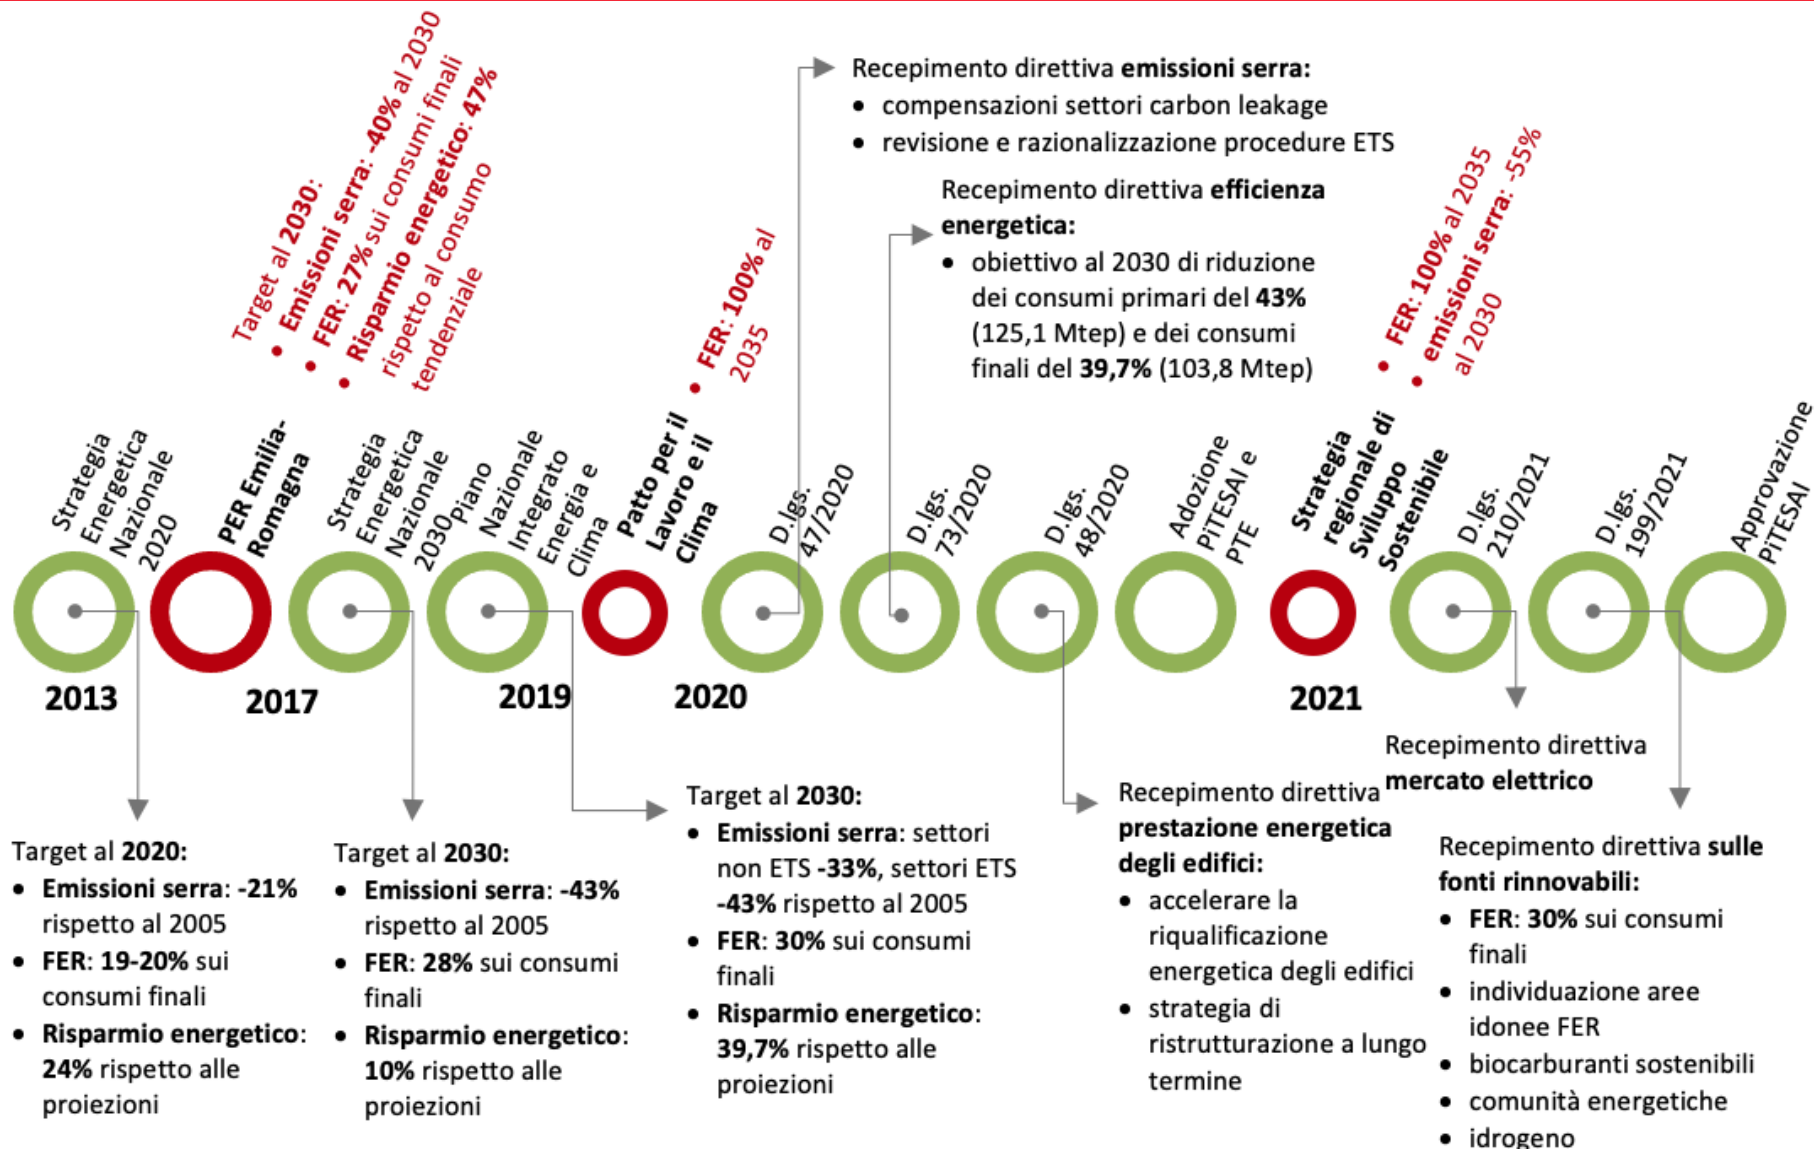 Target al 2030:
• Emissioni serra: -40% al 2030
• FER: 27% sui consumi finali
• Risparmio energetico: 47%
rispetto al consumo
tendenziale
• FER: 100% al
2035
Recepimento direttiva emissioni serra:
• compensazioni settori carbon leakage
• revisione e razionalizzazione procedure ETS
Recepimento direttiva efficienza
energetica:
• obiettivo al 2030 di riduzione
dei consumi primari del 43%
(125,1 Mtep) e dei consumi
finali del 39,7% (103,8 Mtep)
• FER: 100% al 2035
• emissioni serra: -55%
al 2030
Strategia
Energetica
Nazionale
2020
PER Emilia-
Romagna
Strategia
Energetica
Nazionale
2030
Piano
Nazionale
Integrato
Energia e
Clima
Patto per il
Lavoro e il
Clima
D.lgs.
47/2020
D.lgs.
73/2020
D.lgs.
48/2020
Adozione
PiTESAI e
PTE
Strategia
regionale di
Sviluppo
Sostenibile
D.lgs.
210/2021
D.lgs.
199/2021
Approvazione
PiTESAI
2013
2017
2019
2020
2021
Target al 2020:
• Emissioni serra: -21%
rispetto al 2005
• FER: 19-20% sui
consumi finali
• Risparmio energetico:
24% rispetto alle
proiezioni
Target al 2030:
• Emissioni serra: -43%
rispetto al 2005
• FER: 28% sui consumi
finali
• Risparmio energetico:
10% rispetto alle
proiezioni
Target al 2030:
• Emissioni serra: settori
non ETS -33%, settori ETS
-43% rispetto al 2005
• FER: 30% sui consumi
finali
• Risparmio energetico:
39,7% rispetto alle
proiezioni
Recepimento direttiva
prestazione energetica
degli edifici:
• accelerare la
riqualificazione
energetica degli edifici
• strategia di
ristrutturazione a lungo
termine
Recepimento direttiva
mercato elettrico
Recepimento direttiva sulle
fonti rinnovabili:
• FER: 30% sui consumi
finali
• individuazione aree
idonee FER
• biocarburanti sostenibili
• comunità energetiche
• idrogeno